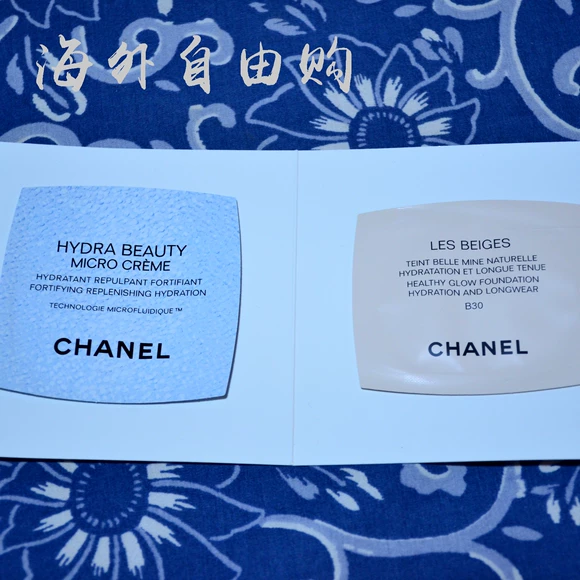 海外自由购
HYDRA BEAUTY
MICRO CRÈME
HYDRATANT REPULPANT FORTIFIANT
FORTIFYING REPLENISHING HYDRATION
TECHNOLOGIE MICROFLUIDIQUE™
CHANEL
LES BEIGES
TEINT BELLE MINE NATURELLE
HYDRATATION ET LONGUE TENUE
HEALTHY GLOW FOUNDATION
HYDRATION AND LONGWEAR
B30
CHANEL